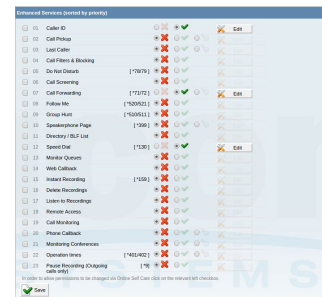 Enhanced Services (sorted by priority)
01 Caller ID Edit
02 Call Pickup
03 Last Caller
04 Call Filters & Blocking
05 Do Not Disturb [ *78/79 ]
06 Call Screening
07 Call Forwarding [ *71/72 ] Edit
08 Follow Me [ *520/521 ]
09 Group Hunt [ *510/511 ]
10 Speakerphone Page [ *399 ]
11 Directory / BLF List
12 Speed Dial [ *130 ] Edit
13 Monitor Queues
14 Web Callback
15 Instant Recording [ *159 ]
16 Delete Recordings
17 Listen to Recordings
18 Remote Access
19 Call Monitoring
20 Phone Callback
21 Monitoring Conferences
22 Operation times [ *401/402 ]
23 Pause Recording (Outgoing calls only) [ *9]
In order to allow permissions to be changed via Online Self Care click on the relevant left checkbox.
Save